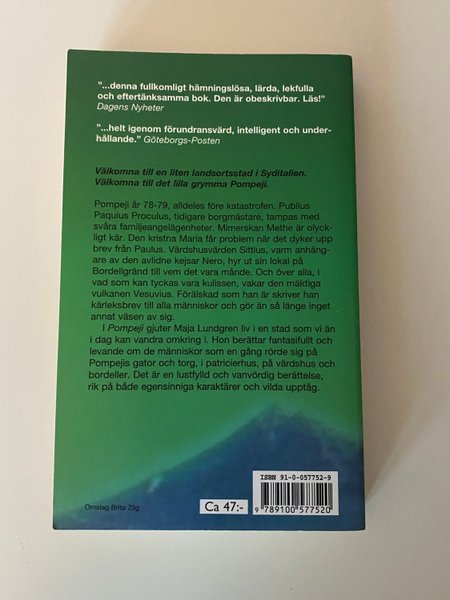 "...denna fullkomligt hämningslösa, lärda, lekfulla
och eftertänksamma bok. Den är obeskrivbar. Läs!"
Dagens Nyheter
"...helt igenom förundransvärd, intelligent och under-
hållande." Göteborgs-Posten
Välkomna till en liten landsortsstad i Syditalien.
Välkomna till det lilla grymma Pompeji.
Pompeji år 78-79, alldeles före katastrofen. Publius
Paquius Proculus, tidigare borgmästare, tampas med
svåra familjeangelägenheter. Mimerskan Methe är olyck-
ligt kär. Den kristna Maria får problem när det dyker upp
brev från Paulus. Värdshusvärden Sittius, varm anhäng-
are av den avlidne kejsar Nero, hyr ut sin lokal på
Bordellgränd till vem det vara månde. Och över alla, i
vad som kan tyckas vara kulissen, vakar den mäktiga
vulkanen Vesuvius. Förälskad som han är skriver han
kärleksbrev till alla människor och gör än så länge inget
annat väsen av sig.
I Pompeji gjuter Maja Lundgren liv i en stad som vi än
i dag kan vandra omkring i. Hon berättar fantasifullt och
levande om de människor som en gång rörde sig på
Pompejis gator och torg, i patricierhus, på värdshus och
bordeller. Det är en lustfylld och vanvördig berättelse,
rik på både egensinniga karaktärer och vilda upptåg.
ISBN 91-0-057752-9
Ca 47:-
9 789100 577520
Omslag Brita Zilg